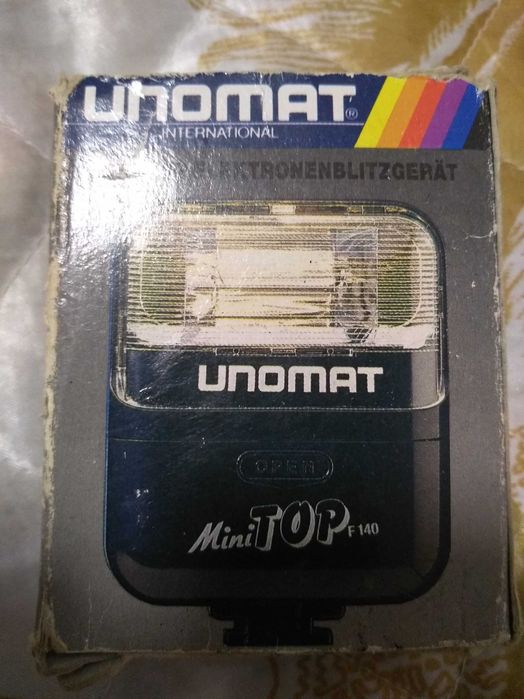 UNOMAT®
INTERNATIONAL
ELEKTRONENBLITZGERÄT
UNOMAT
OPEN
Mini TOP F 140